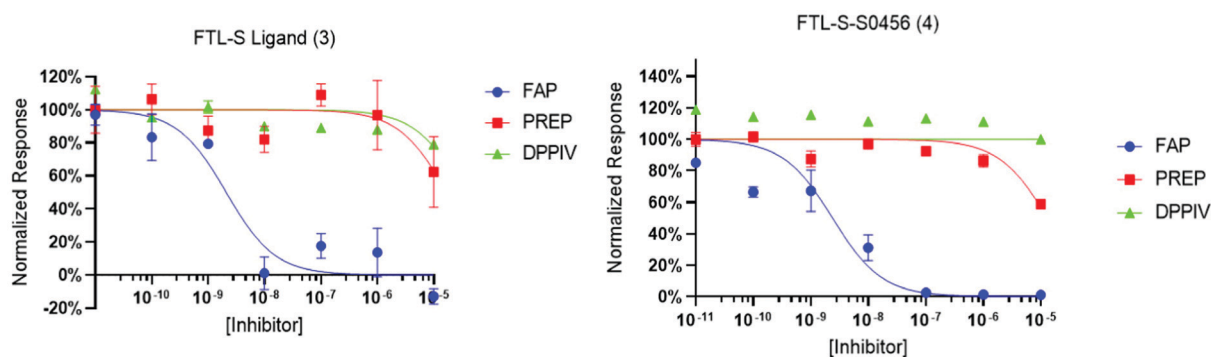 FTL-S Ligand (3)
120%
100%
80%
60%
40%
20%
0%
-20%
Normalized Response
10-10
10-9
10-8
10-7
10-6
10-5
[Inhibitor]
FAP
PREP
DPPIV
FTL-S-S0456 (4)
140%
120%
100%
80%
60%
40%
20%
0%
Normalized Response
10-11
10-10
10-9
10-8
10-7
10-6
10-5
[Inhibitor]
FAP
PREP
DPPIV